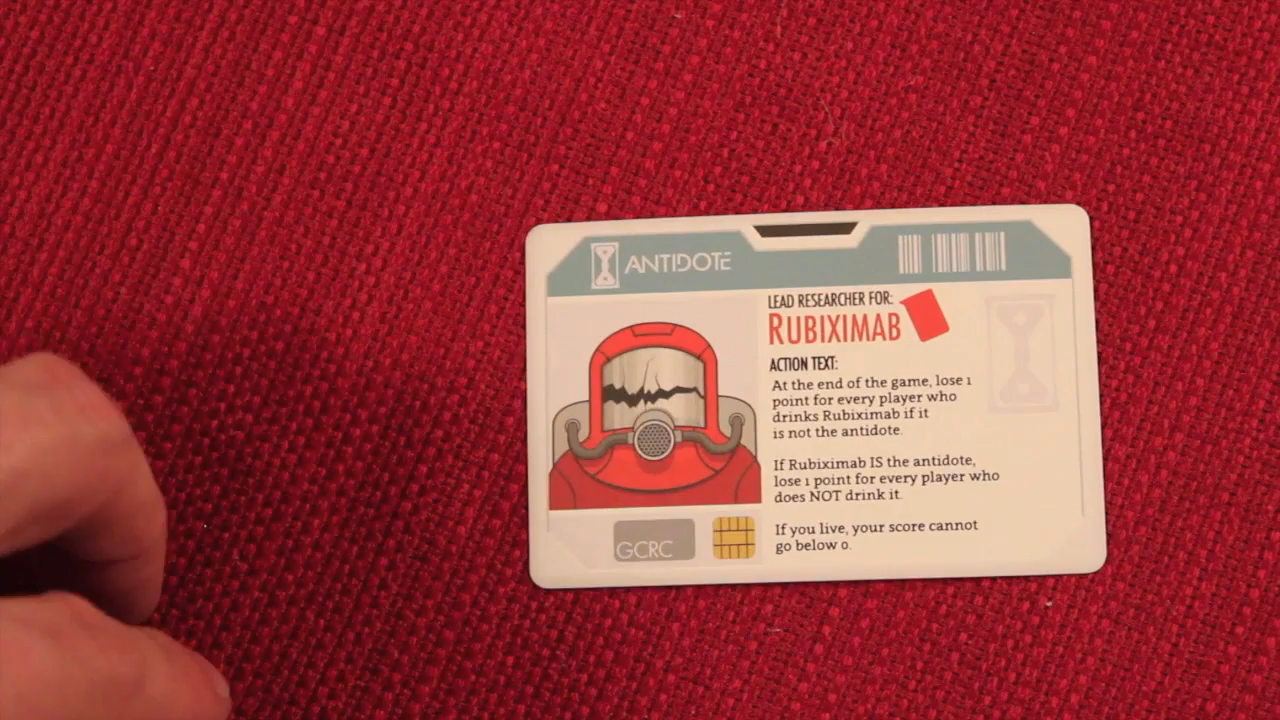 ANTIDOTE
LEAD RESEARCHER FOR:
RUBIXIMAB
ACTION TEXT:
At the end of the game, lose 1
point for every player who
drinks Rubiximab if it
is not the antidote.
If Rubiximab IS the antidote,
lose 1 point for every player who
does NOT drink it.
If you live, your score cannot
go below 0.
GCRC